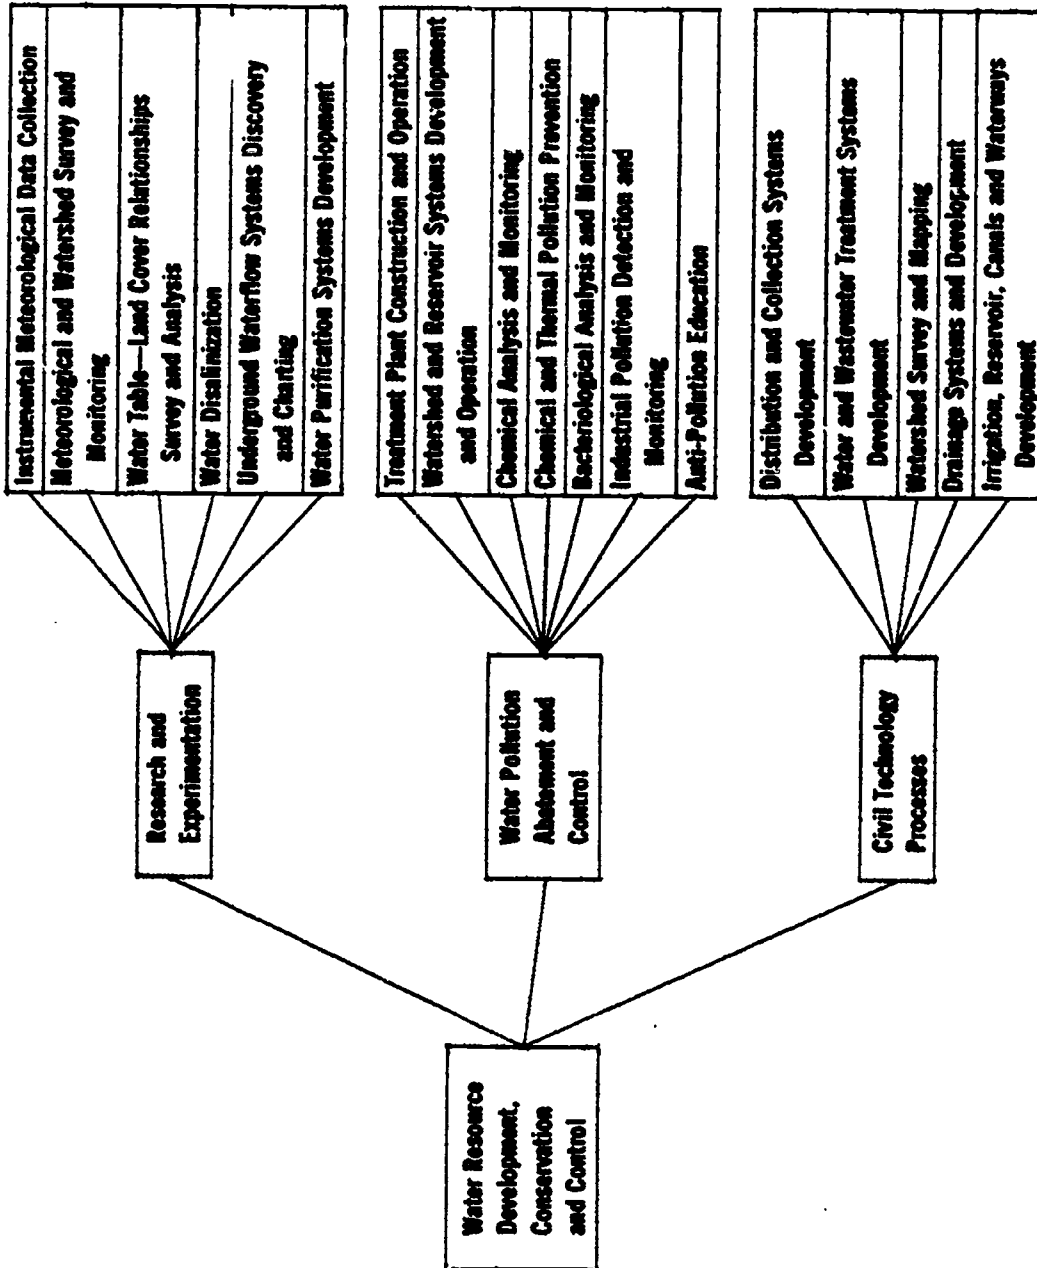 Water Resource
Development,
Conservation
and Control
Research and
Experimentation
Instrumental Meteorological Data Collection
Meteorological and Watershed Survey and
Monitoring
Water Table—Land Cover Relationships
Survey and Analysis
Water Disalinization
Underground Waterflow Systems Discovery
and Charting
Water Purification Systems Development
Water Pollution
Abatement and
Control
Treatment Plant Construction and Operation
Watershed and Reservoir Systems Development
and Operation
Chemical Analysis and Monitoring
Chemical and Thermal Pollution Prevention
Bacteriological Analysis and Monitoring
Industrial Pollution Detection and
Monitoring
Anti-Pollution Education
Civil Technology
Processes
Distribution and Collection Systems
Development
Water and Wastewater Treatment Systems
Development
Watershed Survey and Mapping
Drainage Systems and Development
Irrigation, Reservoir, Canals and Waterways
Development